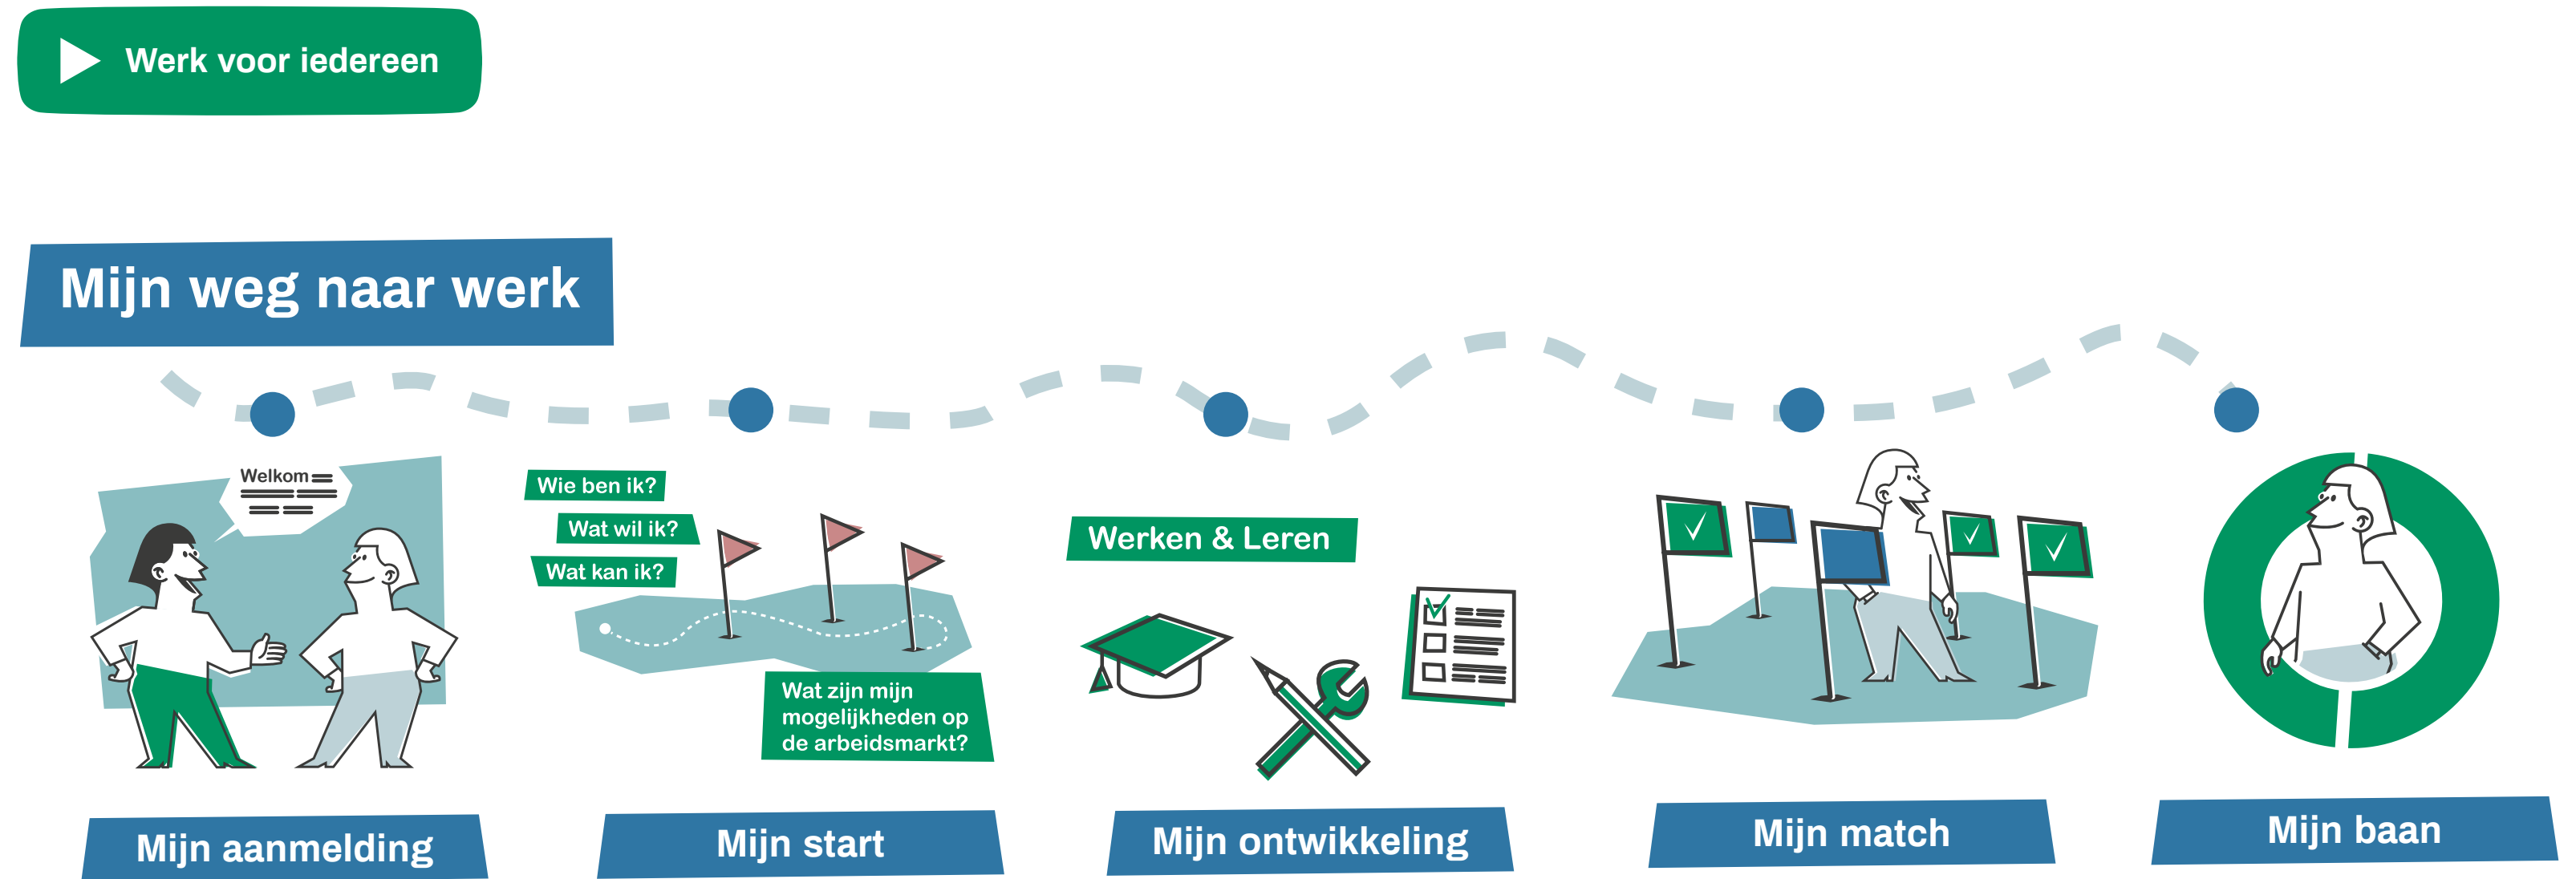 Werk voor iedereen
Mijn weg naar werk
Welkom
Wie ben ik?
Wat wil ik?
Wat kan ik?
Wat zijn mijn
mogelijkheden op
de arbeidsmarkt?
Werken & Leren
Mijn aanmelding
Mijn start
Mijn ontwikkeling
Mijn match
Mijn baan